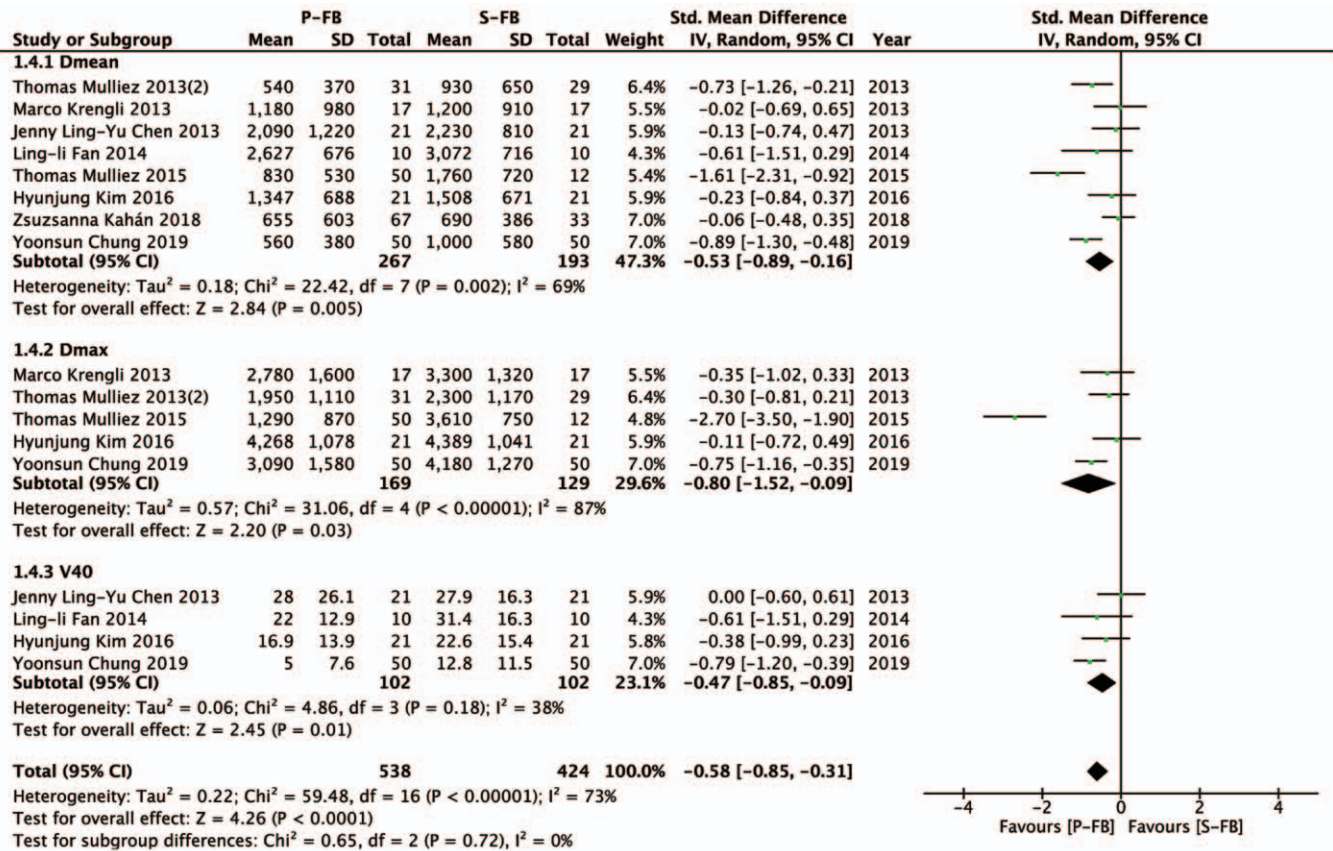 P-FB S-FB Std. Mean Difference Std. Mean Difference
Study or Subgroup Mean SD Total Mean SD Total Weight IV, Random, 95% CI Year IV, Random, 95% CI
1.4.1 Dmean
Thomas Mulliez 2013(2) 540 370 31 930 650 29 6.4% −0.73 [−1.26, −0.21] 2013
Marco Krengli 2013 1,180 980 17 1,200 910 17 5.5% −0.02 [−0.69, 0.65] 2013
Jenny Ling-Yu Chen 2013 2,090 1,220 21 2,230 810 21 5.9% −0.13 [−0.74, 0.47] 2013
Ling-li Fan 2014 2,627 676 10 3,072 716 10 4.3% −0.61 [−1.51, 0.29] 2014
Thomas Mulliez 2015 830 530 50 1,760 720 12 5.4% −1.61 [−2.31, −0.92] 2015
Hyunjung Kim 2016 1,347 688 21 1,508 671 21 5.9% −0.23 [−0.84, 0.37] 2016
Zsuzsanna Kahán 2018 655 603 67 690 386 33 7.0% −0.06 [−0.48, 0.35] 2018
Yoonsun Chung 2019 560 380 50 1,000 580 50 7.0% −0.89 [−1.30, −0.48] 2019
Subtotal (95% CI) 267 193 47.3% −0.53 [−0.89, −0.16]
Heterogeneity: Tau² = 0.18; Chi² = 22.42, df = 7 (P = 0.002); I² = 69%
Test for overall effect: Z = 2.84 (P = 0.005)
1.4.2 Dmax
Marco Krengli 2013 2,780 1,600 17 3,300 1,320 17 5.5% −0.35 [−1.02, 0.33] 2013
Thomas Mulliez 2013(2) 1,950 1,110 31 2,300 1,170 29 6.4% −0.30 [−0.81, 0.21] 2013
Thomas Mulliez 2015 1,290 870 50 3,610 750 12 4.8% −2.70 [−3.50, −1.90] 2015
Hyunjung Kim 2016 4,268 1,078 21 4,389 1,041 21 5.9% −0.11 [−0.72, 0.49] 2016
Yoonsun Chung 2019 3,090 1,580 50 4,180 1,270 50 7.0% −0.75 [−1.16, −0.35] 2019
Subtotal (95% CI) 169 129 29.6% −0.80 [−1.52, −0.09]
Heterogeneity: Tau² = 0.57; Chi² = 31.06, df = 4 (P < 0.00001); I² = 87%
Test for overall effect: Z = 2.20 (P = 0.03)
1.4.3 V40
Jenny Ling-Yu Chen 2013 28 26.1 21 27.9 16.3 21 5.9% 0.00 [−0.60, 0.61] 2013
Ling-li Fan 2014 22 12.9 10 31.4 16.3 10 4.3% −0.61 [−1.51, 0.29] 2014
Hyunjung Kim 2016 16.9 13.9 21 22.6 15.4 21 5.8% −0.38 [−0.99, 0.23] 2016
Yoonsun Chung 2019 5 7.6 50 12.8 11.5 50 7.0% −0.79 [−1.20, −0.39] 2019
Subtotal (95% CI) 102 102 23.1% −0.47 [−0.85, −0.09]
Heterogeneity: Tau² = 0.06; Chi² = 4.86, df = 3 (P = 0.18); I² = 38%
Test for overall effect: Z = 2.45 (P = 0.01)
Total (95% CI) 538 424 100.0% −0.58 [−0.85, −0.31]
Heterogeneity: Tau² = 0.22; Chi² = 59.48, df = 16 (P < 0.00001); I² = 73%
Test for overall effect: Z = 4.26 (P < 0.0001)
Test for subgroup differences: Chi² = 0.65, df = 2 (P = 0.72), I² = 0%
−4 −2 0 2 4
Favours [P-FB] Favours [S-FB]